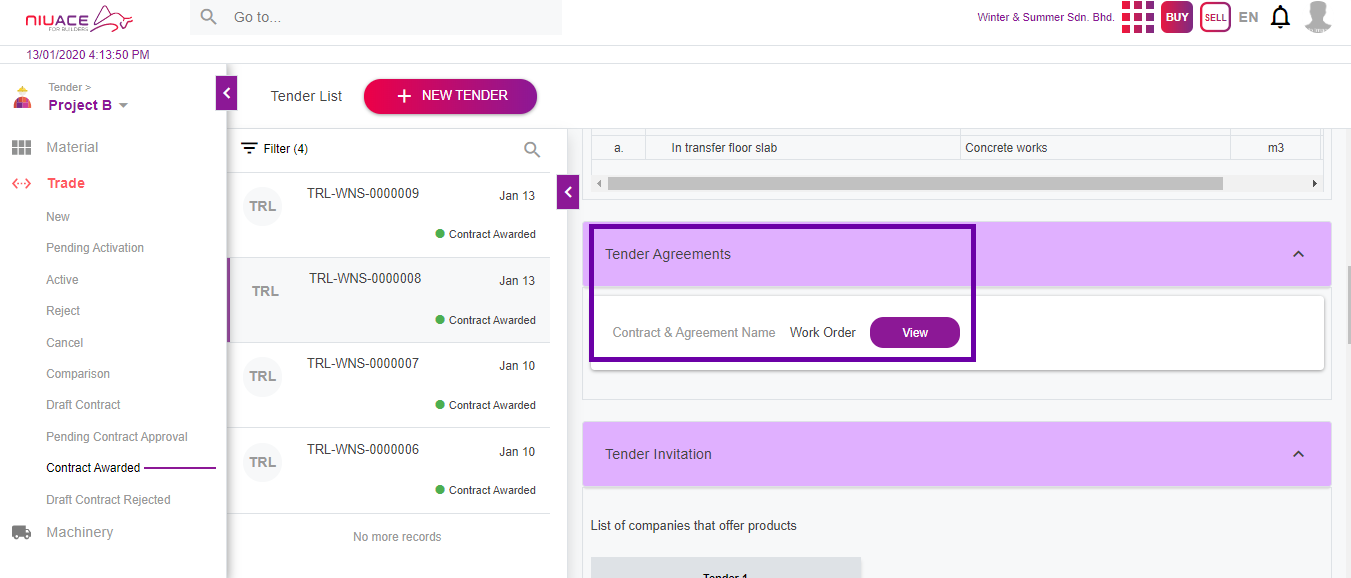 NIUACE
FOR BUILDERS
Go to...
Winter & Summer Sdn. Bhd.
BUY
SELL
EN
13/01/2020 4:13:50 PM
Tender >
Project B
Material
Trade
New
Pending Activation
Active
Reject
Cancel
Comparison
Draft Contract
Pending Contract Approval
Contract Awarded
Draft Contract Rejected
Machinery
Tender List
+ NEW TENDER
Filter (4)
TRL
TRL-WNS-0000009
Jan 13
Contract Awarded
TRL
TRL-WNS-0000008
Jan 13
Contract Awarded
TRL
TRL-WNS-0000007
Jan 10
Contract Awarded
TRL
TRL-WNS-0000006
Jan 10
Contract Awarded
No more records
a. In transfer floor slab Concrete works m3
Tender Agreements
Contract & Agreement Name Work Order View
Tender Invitation
List of companies that offer products
Tender 1